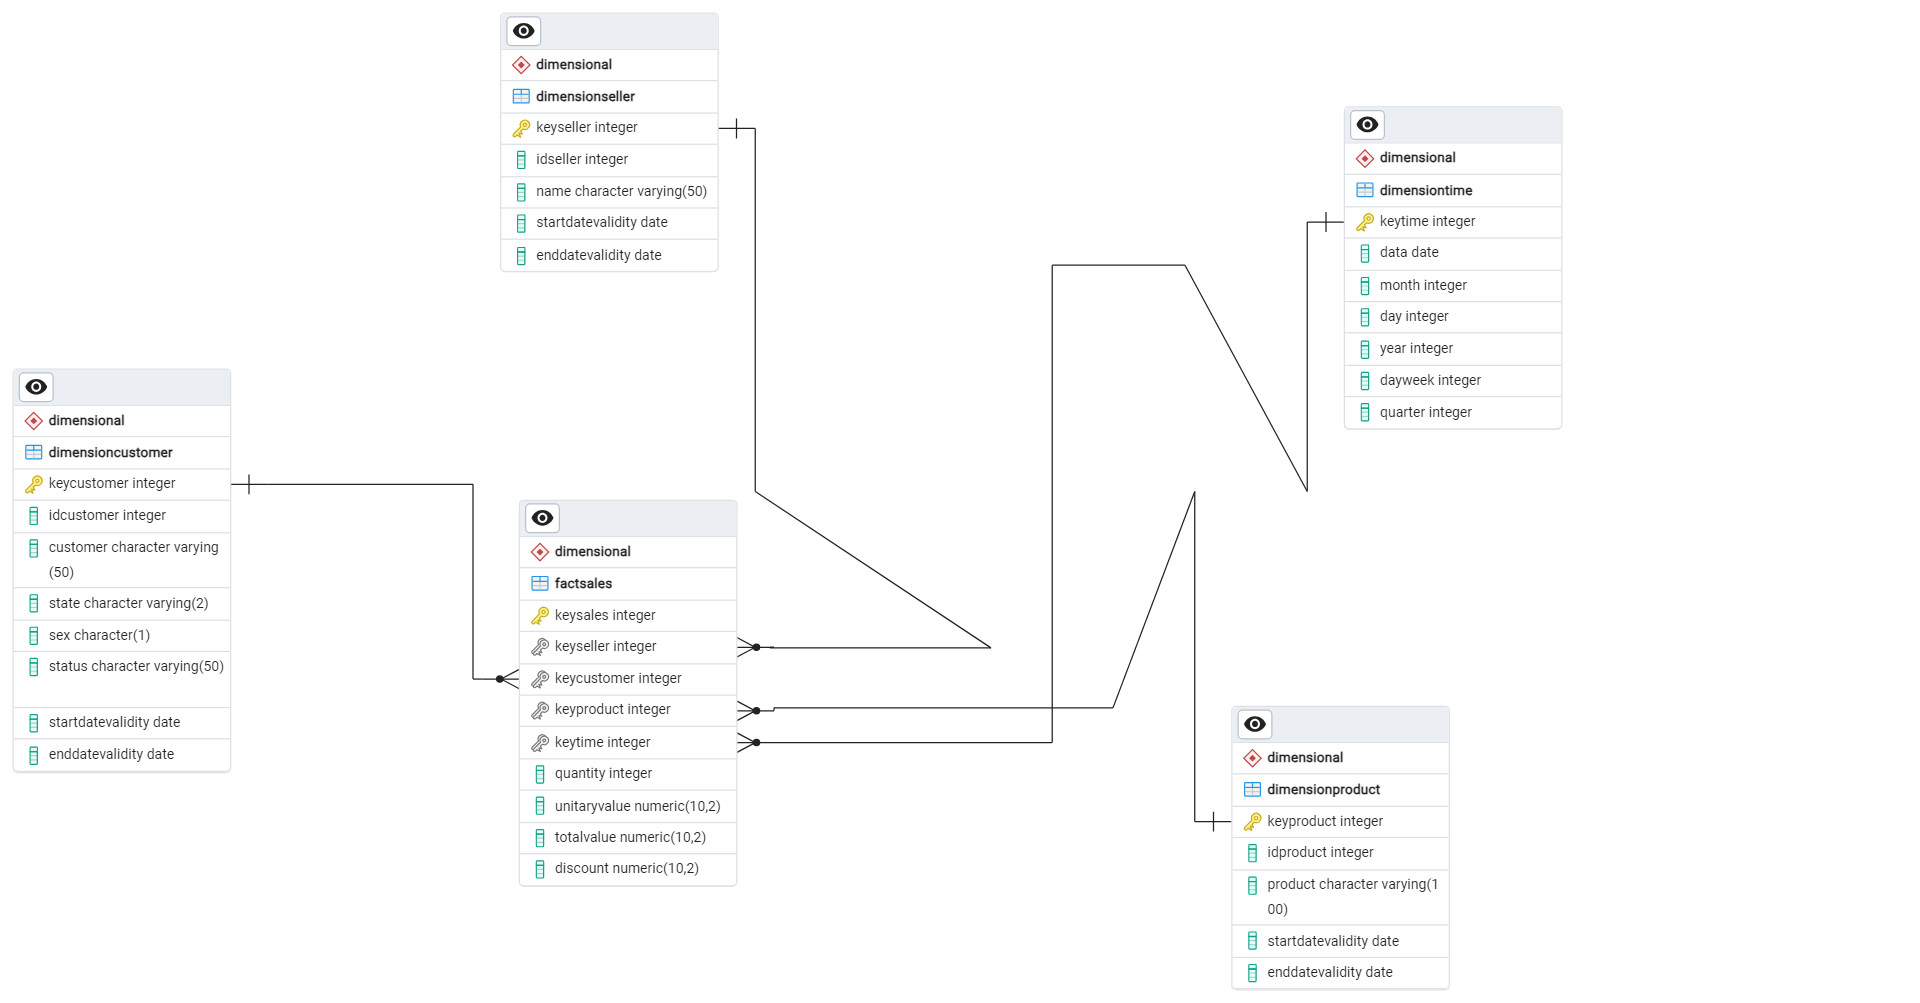 dimensional
dimensionseller
keyseller integer
idseller integer
name character varying(50)
startdatevalidity date
enddatevalidity date
dimensional
dimensiontime
keytime integer
data date
month integer
day integer
year integer
dayweek integer
quarter integer
dimensional
dimensioncustomer
keycustomer integer
idcustomer integer
customer character varying
(50)
state character varying(2)
sex character(1)
status character varying(50)
startdatevalidity date
enddatevalidity date
dimensional
factsales
keysales integer
keyseller integer
keycustomer integer
keyproduct integer
keytime integer
quantity integer
unitaryvalue numeric(10,2)
totalvalue numeric(10,2)
discount numeric(10,2)
dimensional
dimensionproduct
keyproduct integer
idproduct integer
product character varying(1
00)
startdatevalidity date
enddatevalidity date